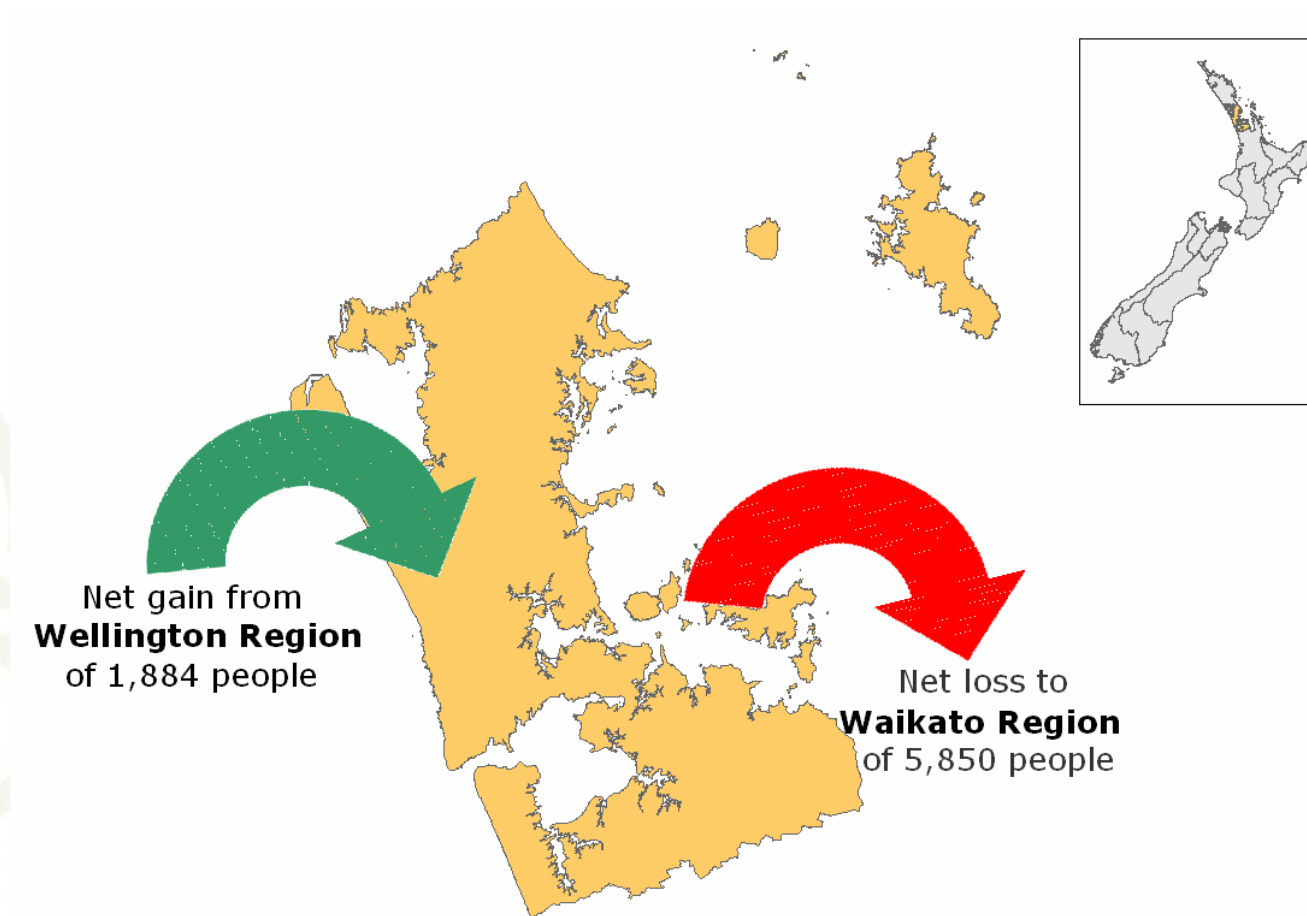 Net gain from
Wellington Region
of 1,884 people
Net loss to
Waikato Region
of 5,850 people